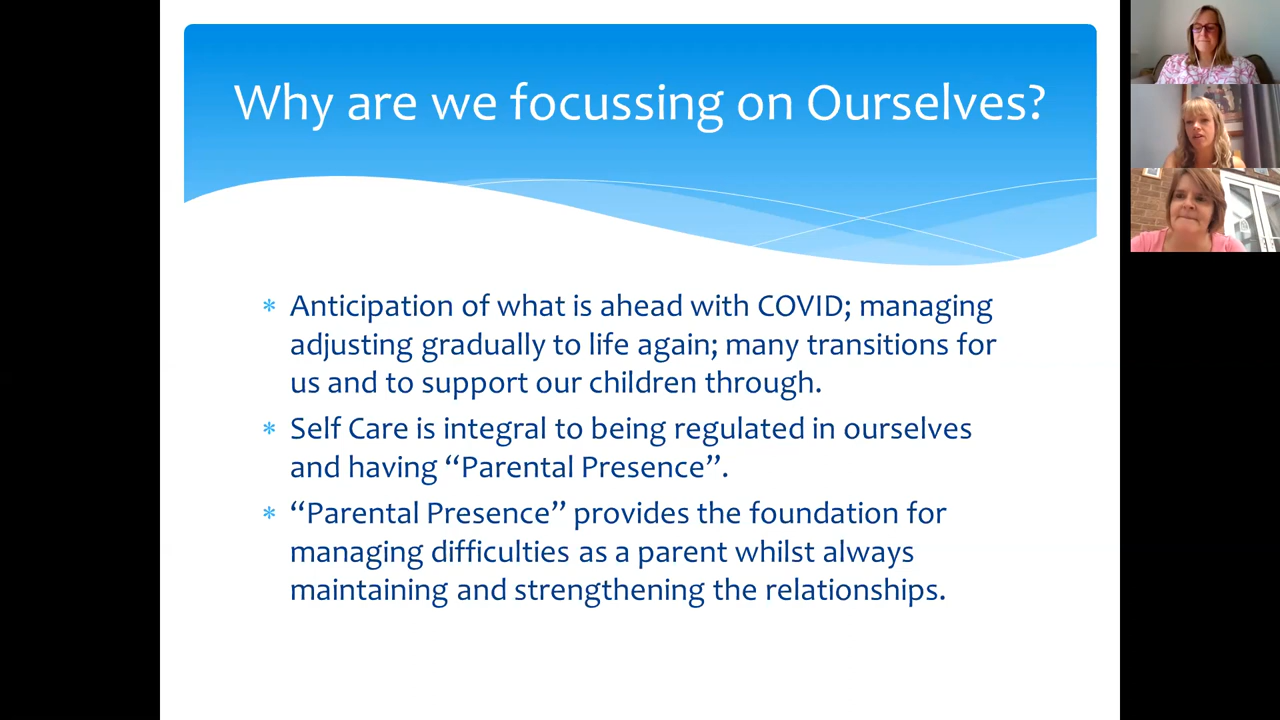 Why are we focussing on Ourselves?
* Anticipation of what is ahead with COVID; managing
adjusting gradually to life again; many transitions for
us and to support our children through.
* Self Care is integral to being regulated in ourselves
and having “Parental Presence”.
* “Parental Presence” provides the foundation for
managing difficulties as a parent whilst always
maintaining and strengthening the relationships.